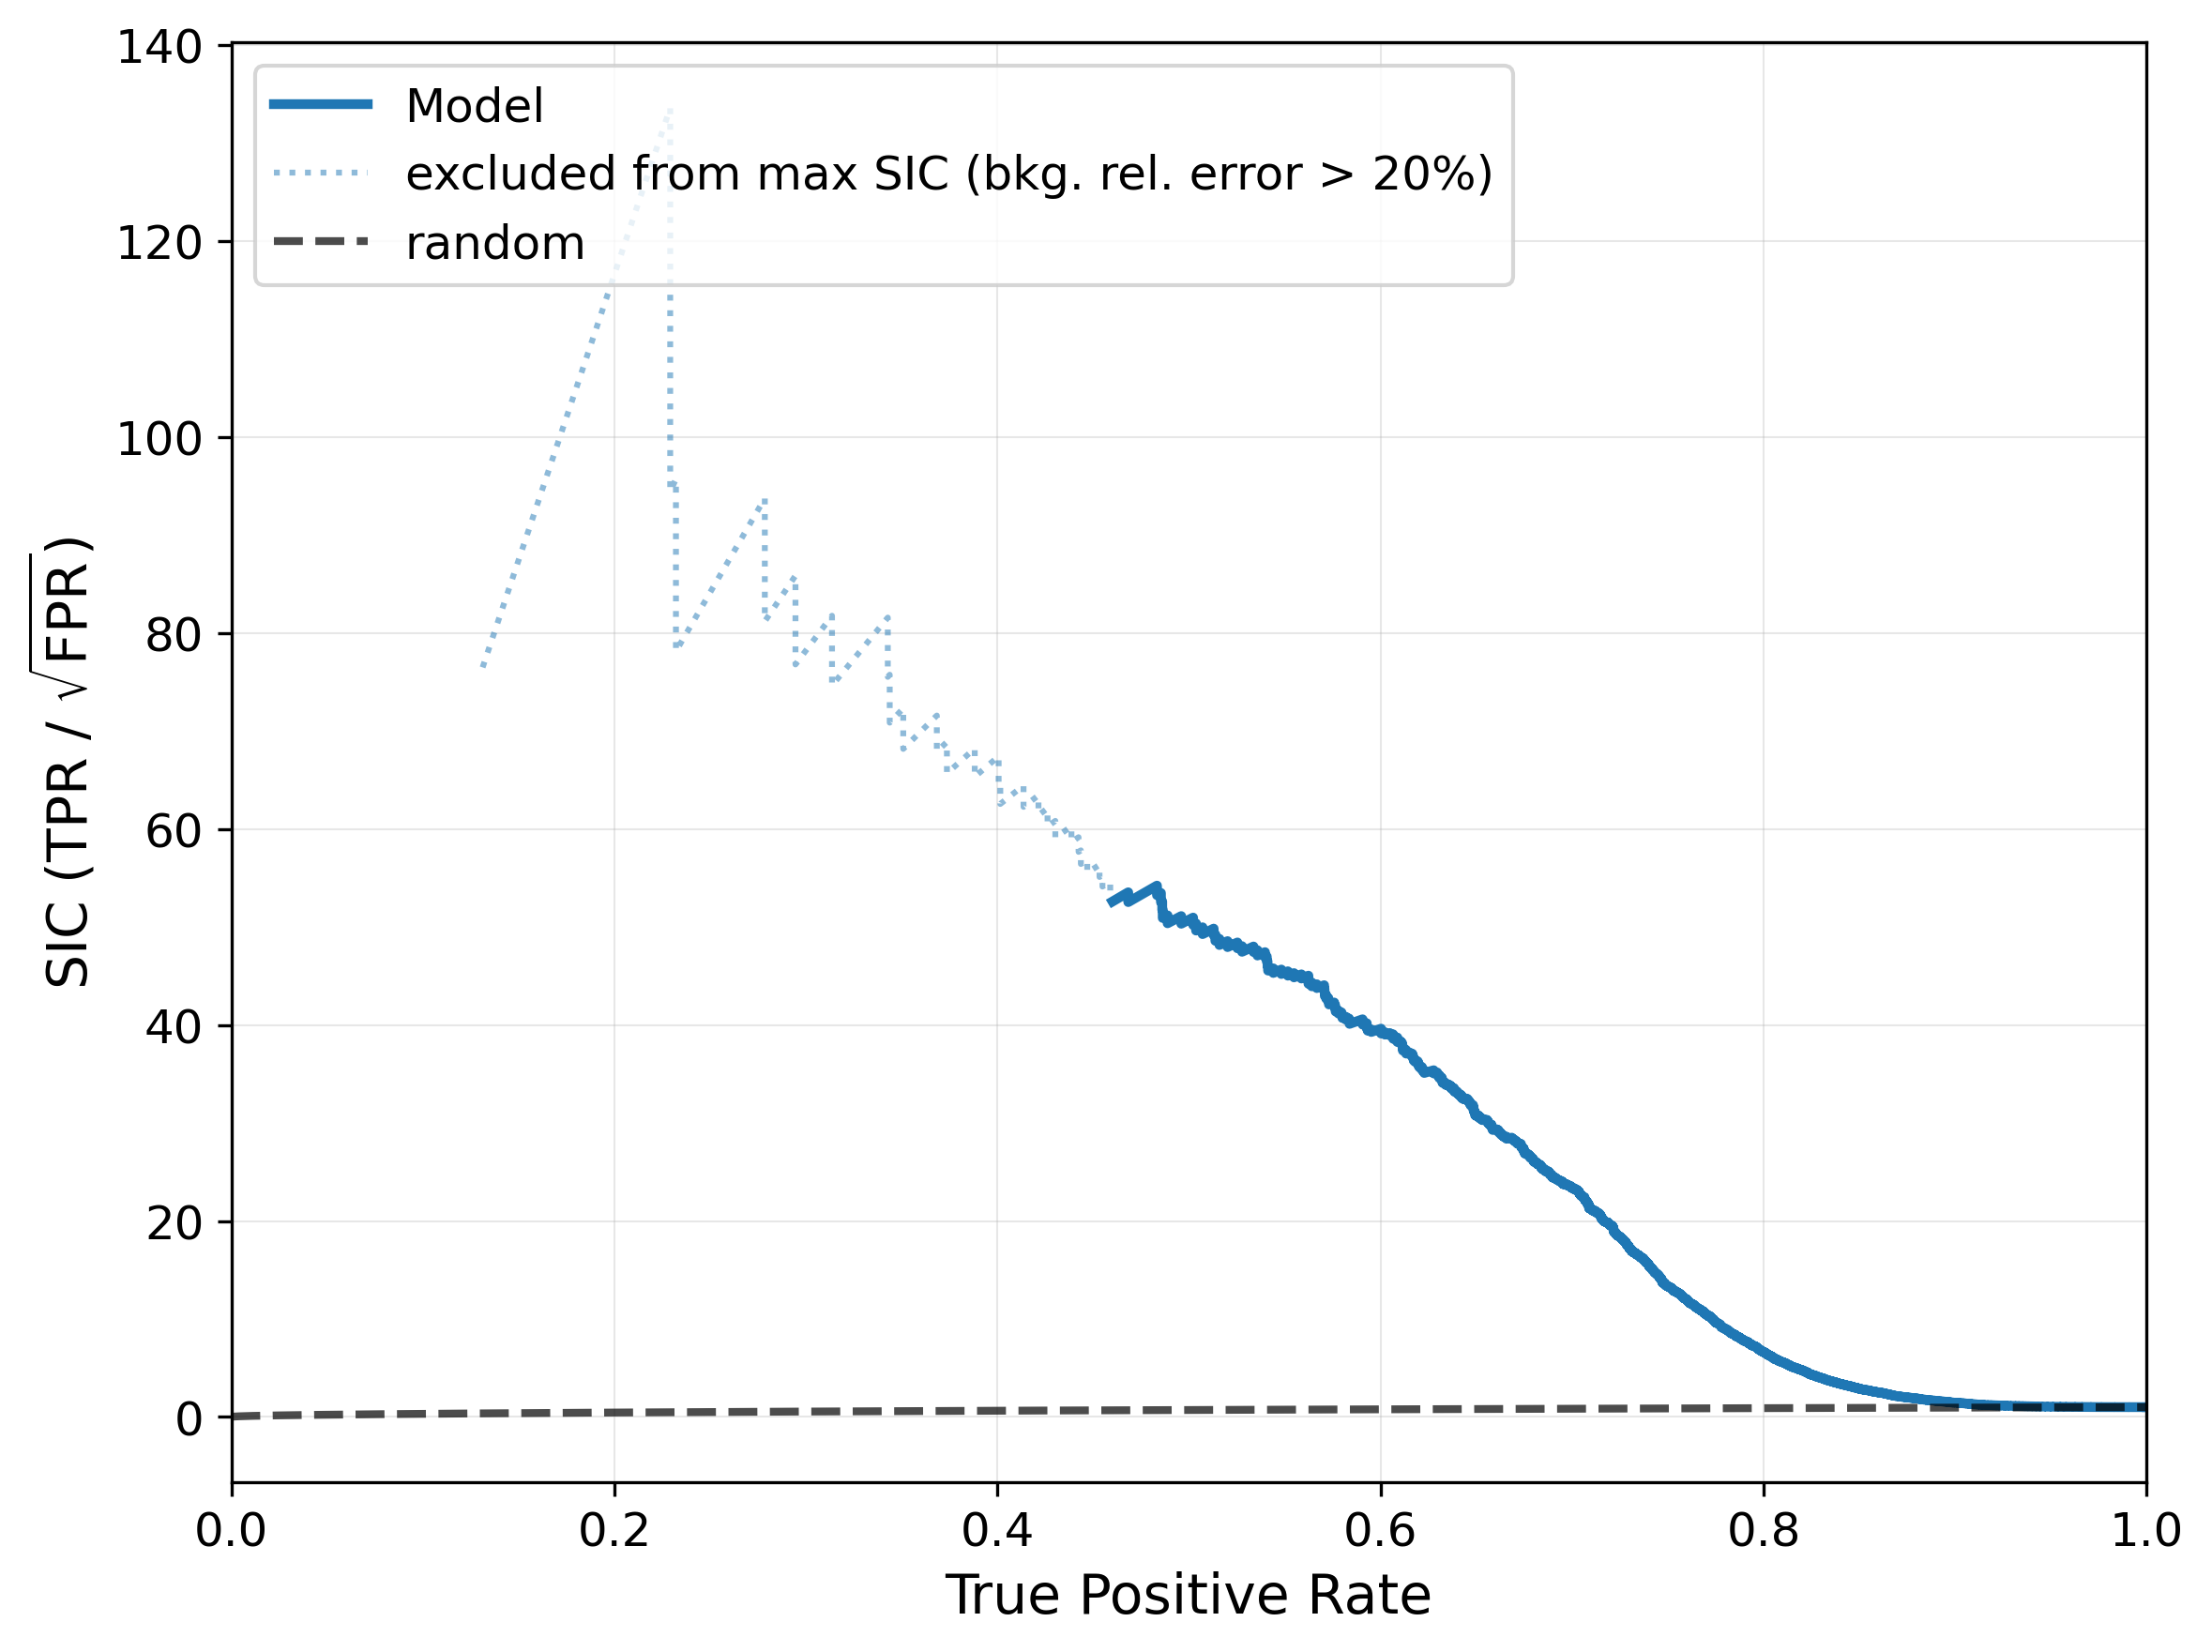 140
120
100
80
60
40
20
0
SIC (TPR / √FPR)
Model
excluded from max SIC (bkg. rel. error > 20%)
random
0.0 0.2 0.4 0.6 0.8 1.0
True Positive Rate